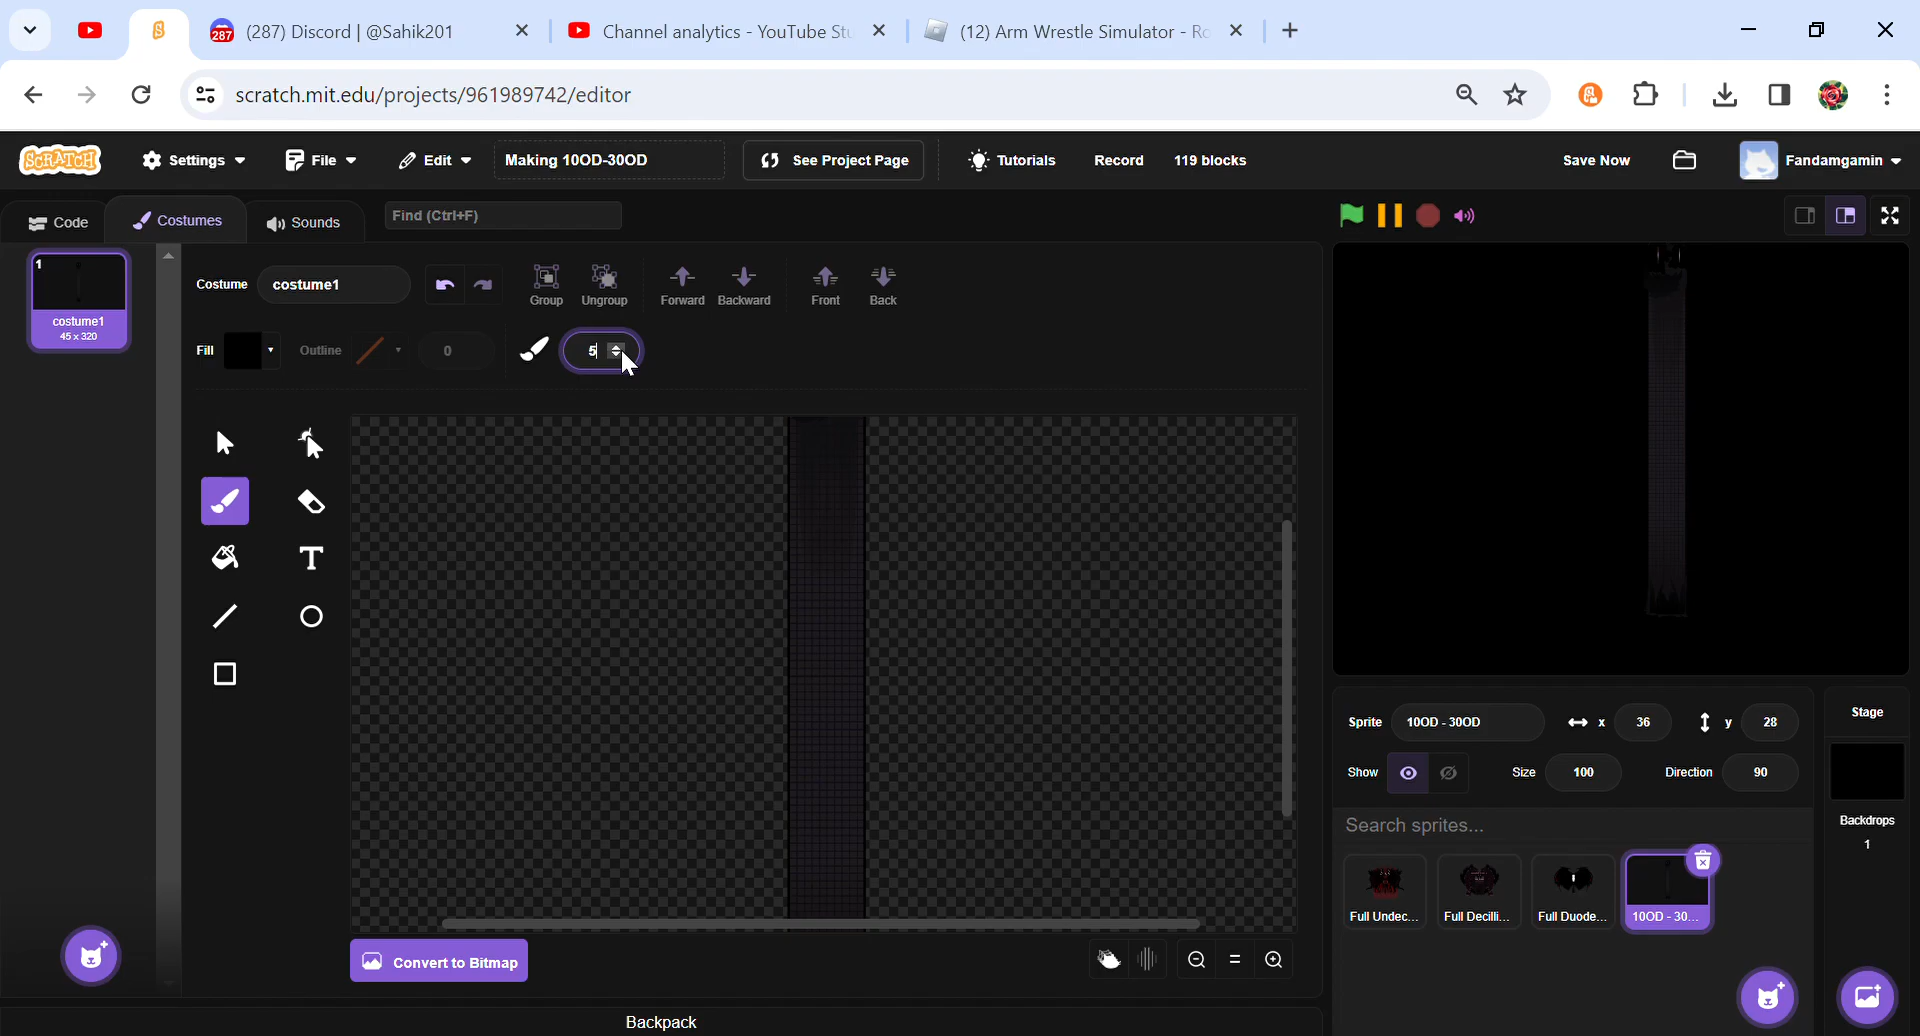 287
(287) Discord | @Sahik201
Channel analytics - YouTube Stu
(12) Arm Wrestle Simulator - Ro
scratch.mit.edu/projects/961989742/editor
SCRATCH
Settings
File
Edit
Making 10OD-30OD
See Project Page
Tutorials
Record
119 blocks
Save Now
Fandamgamin
Code
Costumes
Sounds
Find (Ctrl+F)
1
costume1
45 x 320
Costume
costume1
Group
Ungroup
Forward
Backward
Front
Back
Fill
Outline
0
5
T
Convert to Bitmap
Backpack
Sprite
10OD - 30OD
x
36
y
28
Show
Size
100
Direction
90
Search sprites...
Full Undec...
Full Decilli...
Full Duode...
10OD - 30...
Stage
Backdrops
1